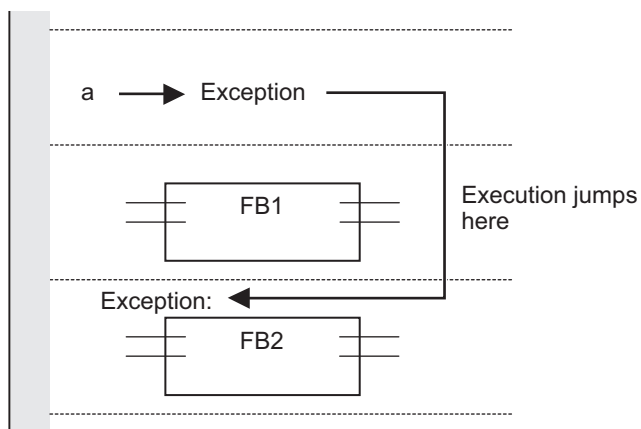 a
Exception
FB1
Execution jumps
here
Exception:
FB2